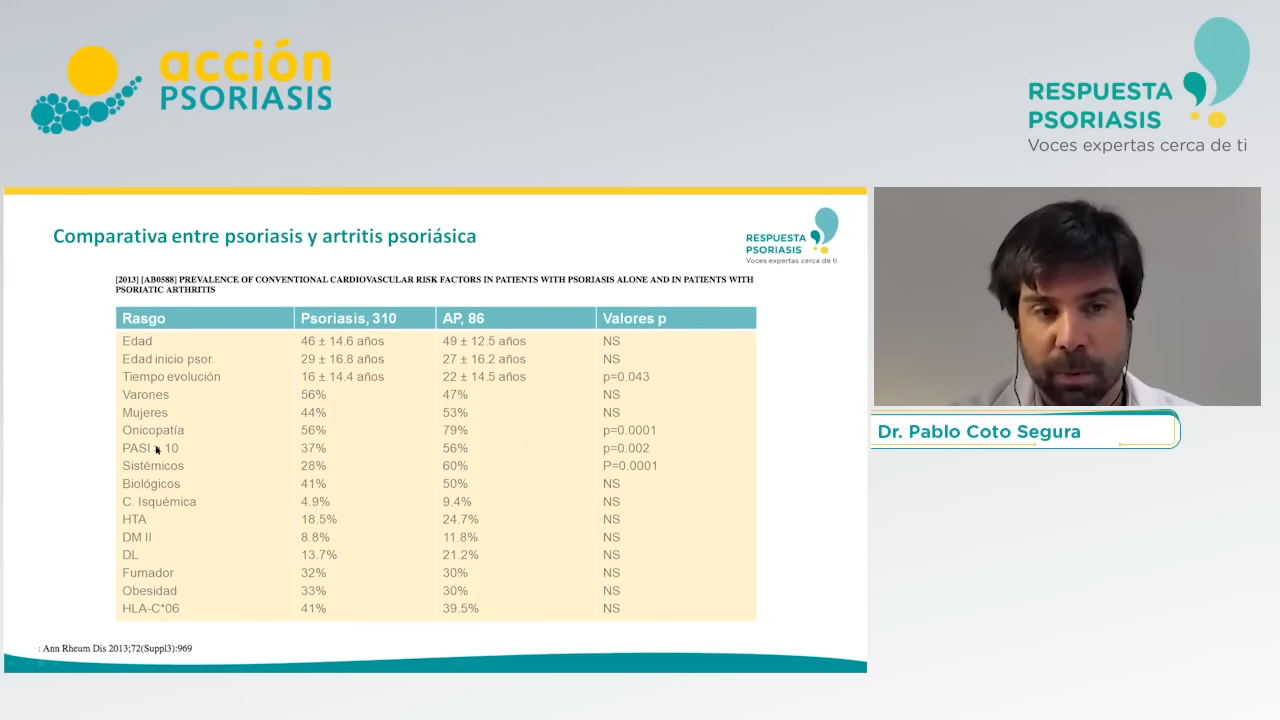 acción
PSORIASIS
RESPUESTA
PSORIASIS
Voces expertas cerca de ti
Comparativa entre psoriasis y artritis psoriásica
RESPUESTA
PSORIASIS
Voces expertas cerca de ti
[2013] [AB0588] PREVALENCE OF CONVENTIONAL CARDIOVASCULAR RISK FACTORS IN PATIENTS WITH PSORIASIS ALONE AND IN PATIENTS WITH
PSORIATIC ARTHRITIS
Rasgo Psoriasis, 310 AP, 86 Valores p
Edad 46 ± 14.6 años 49 ± 12.5 años NS
Edad inicio psor. 29 ± 16.8 años 27 ± 16.2 años NS
Tiempo evolución 16 ± 14.4 años 22 ± 14.5 años p=0.043
Varones 56% 47% NS
Mujeres 44% 53% NS
Onicopatía 56% 79% p=0.0001
PASI 10 37% 56% p=0.002
Sistémicos 28% 60% P=0.0001
Biológicos 41% 50% NS
C. Isquémica 4.9% 9.4% NS
HTA 18.5% 24.7% NS
DM II 8.8% 11.8% NS
DL 13.7% 21.2% NS
Fumador 32% 30% NS
Obesidad 33% 30% NS
HLA-C*06 41% 39.5% NS
: Ann Rheum Dis 2013;72(Suppl3):969
Dr. Pablo Coto Segura